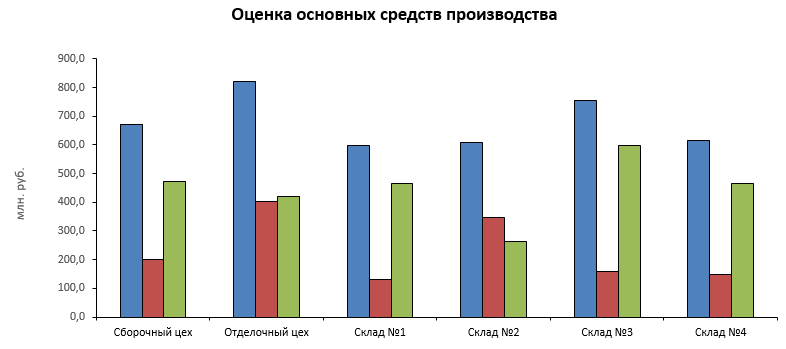 Оценка основных средств производства
млн. руб.
900,0
800,0
700,0
600,0
500,0
400,0
300,0
200,0
100,0
0,0
Сборочный цех
Отделочный цех
Склад №1
Склад №2
Склад №3
Склад №4